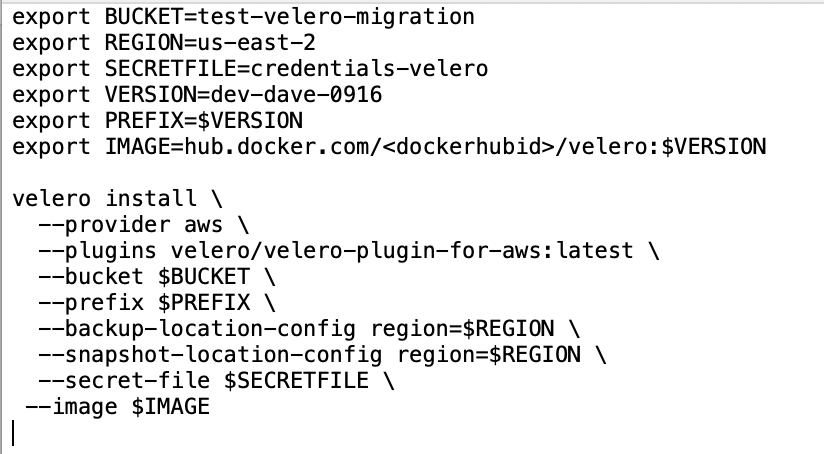 export BUCKET=test-velero-migration
export REGION=us-east-2
export SECRETFILE=credentials-velero
export VERSION=dev-dave-0916
export PREFIX=$VERSION
export IMAGE=hub.docker.com/<dockerhubid>/velero:$VERSION

velero install \
  --provider aws \
  --plugins velero/velero-plugin-for-aws:latest \
  --bucket $BUCKET \
  --prefix $PREFIX \
  --backup-location-config region=$REGION \
  --snapshot-location-config region=$REGION \
  --secret-file $SECRETFILE \
 --image $IMAGE